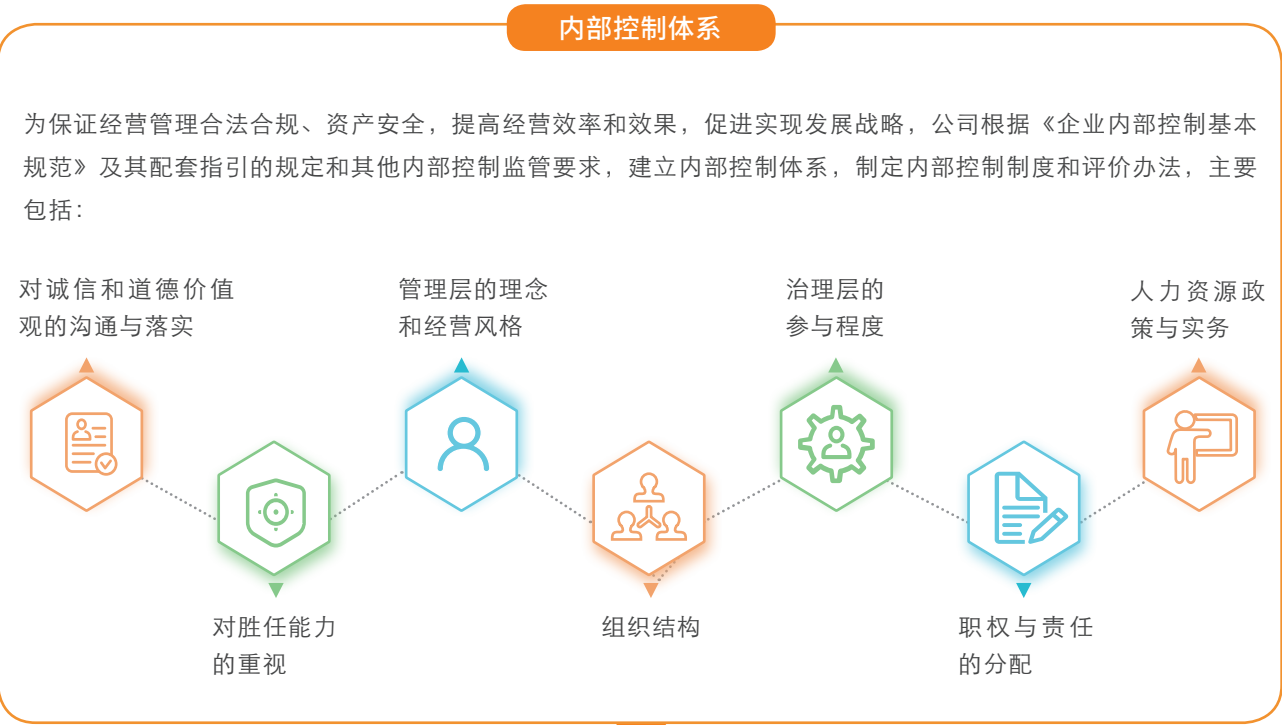 内部控制体系
为保证经营管理合法合规、资产安全，提高经营效率和效果，促进实现发展战略，公司根据《企业内部控制基本
规范》及其配套指引的规定和其他内部控制监管要求，建立内部控制体系，制定内部控制制度和评价办法，主要
包括：
对诚信和道德价值
观的沟通与落实
管理层的理念
和经营风格
治理层的
参与程度
人力资源政
策与实务
对胜任能力
的重视
组织结构
职权与责任
的分配